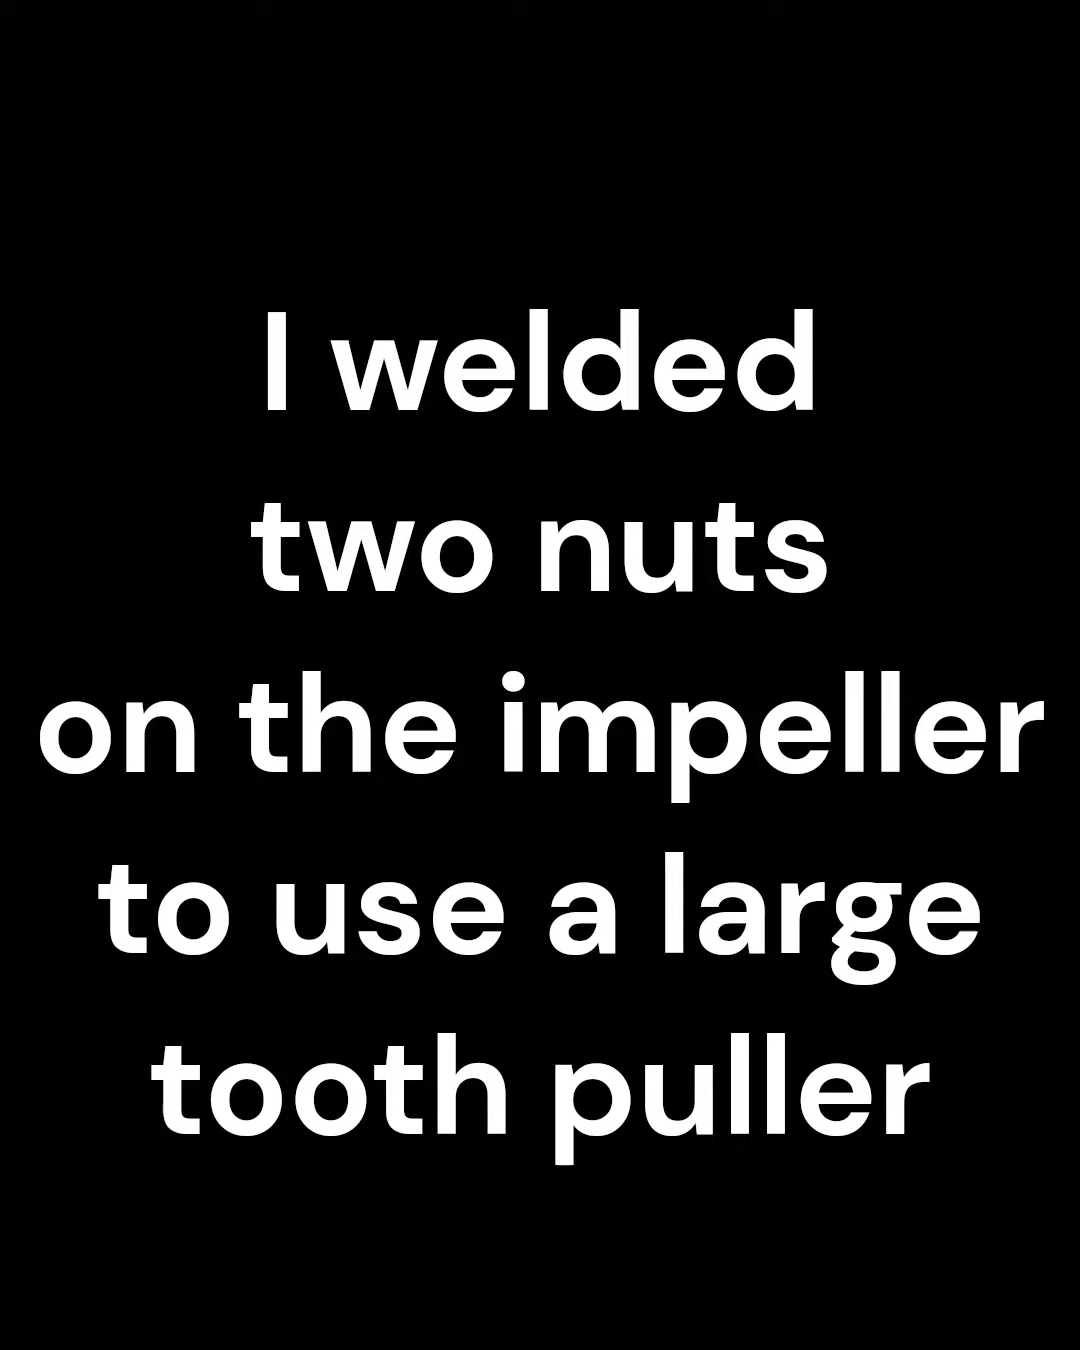 I welded
two nuts
on the impeller
to use a large
tooth puller